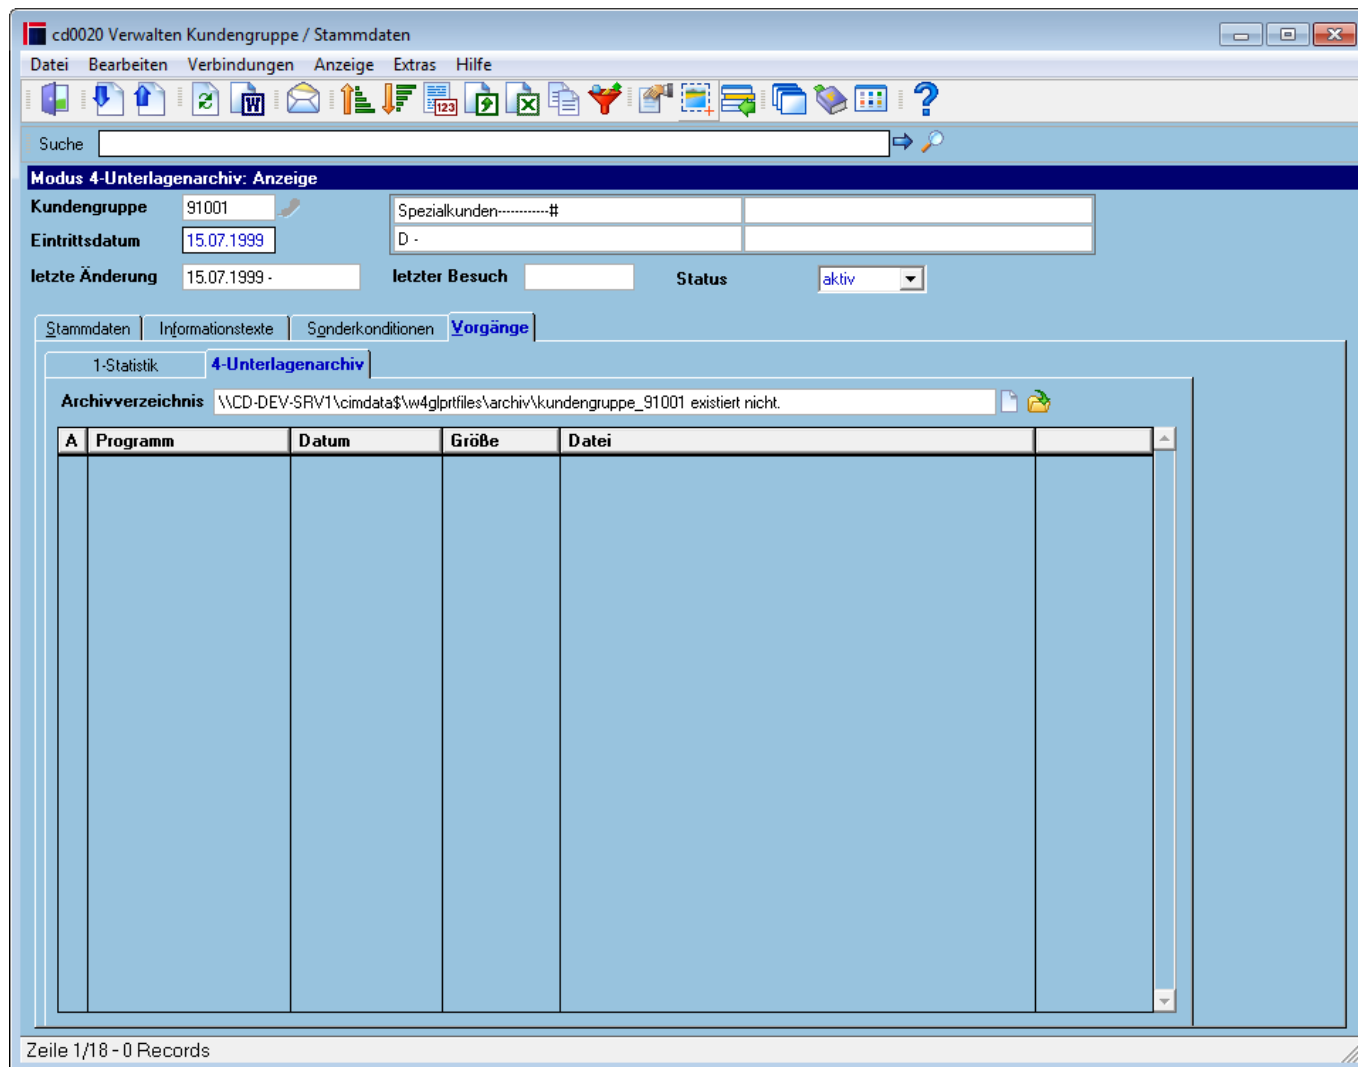 cd0020 Verwalten Kundengruppe / Stammdaten
Datei Bearbeiten Verbindungen Anzeige Extras Hilfe
W 123 ?
Suche
Modus 4-Unterlagenarchiv: Anzeige
Kundengruppe 91001 Spezialkunden------------#
Eintrittsdatum 15.07.1999 D -
letzte Änderung 15.07.1999 - letzter Besuch Status aktiv
Stammdaten Informationstexte Sonderkonditionen Vorgänge
1-Statistik 4-Unterlagenarchiv
Archivverzeichnis \\CD-DEV-SRV1\cimdata$\w4glprtfiles\archiv\kundengruppe_91001 existiert nicht.
A Programm Datum Größe Datei
Zeile 1/18 - 0 Records